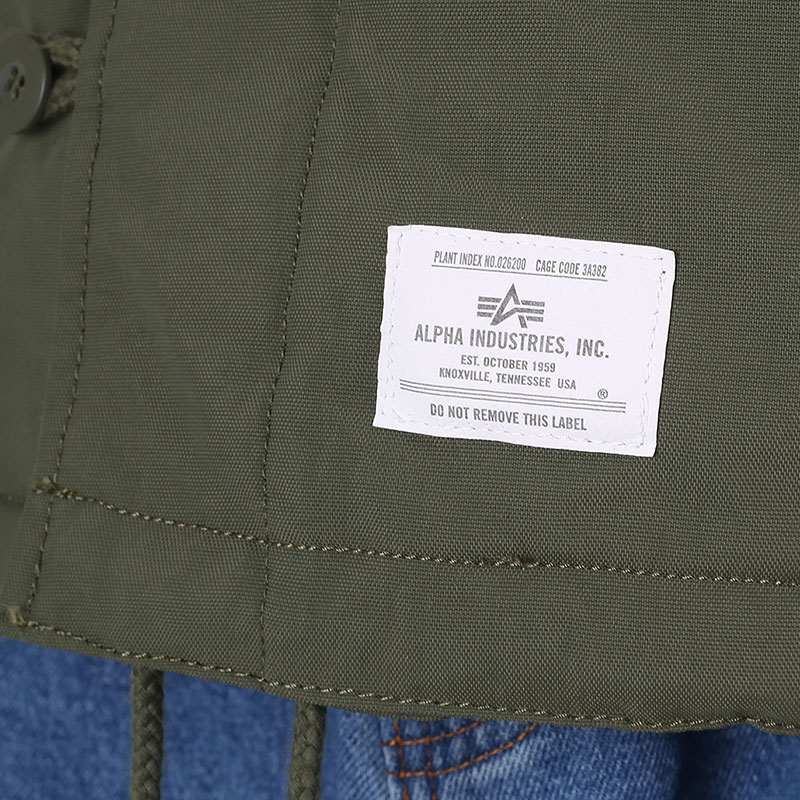 PLANT INDEX NO.026200 CAGE CODE 3A382
ALPHA INDUSTRIES, INC.
EST. OCTOBER 1959
KNOXVILLE, TENNESSEE USA
®
DO NOT REMOVE THIS LABEL